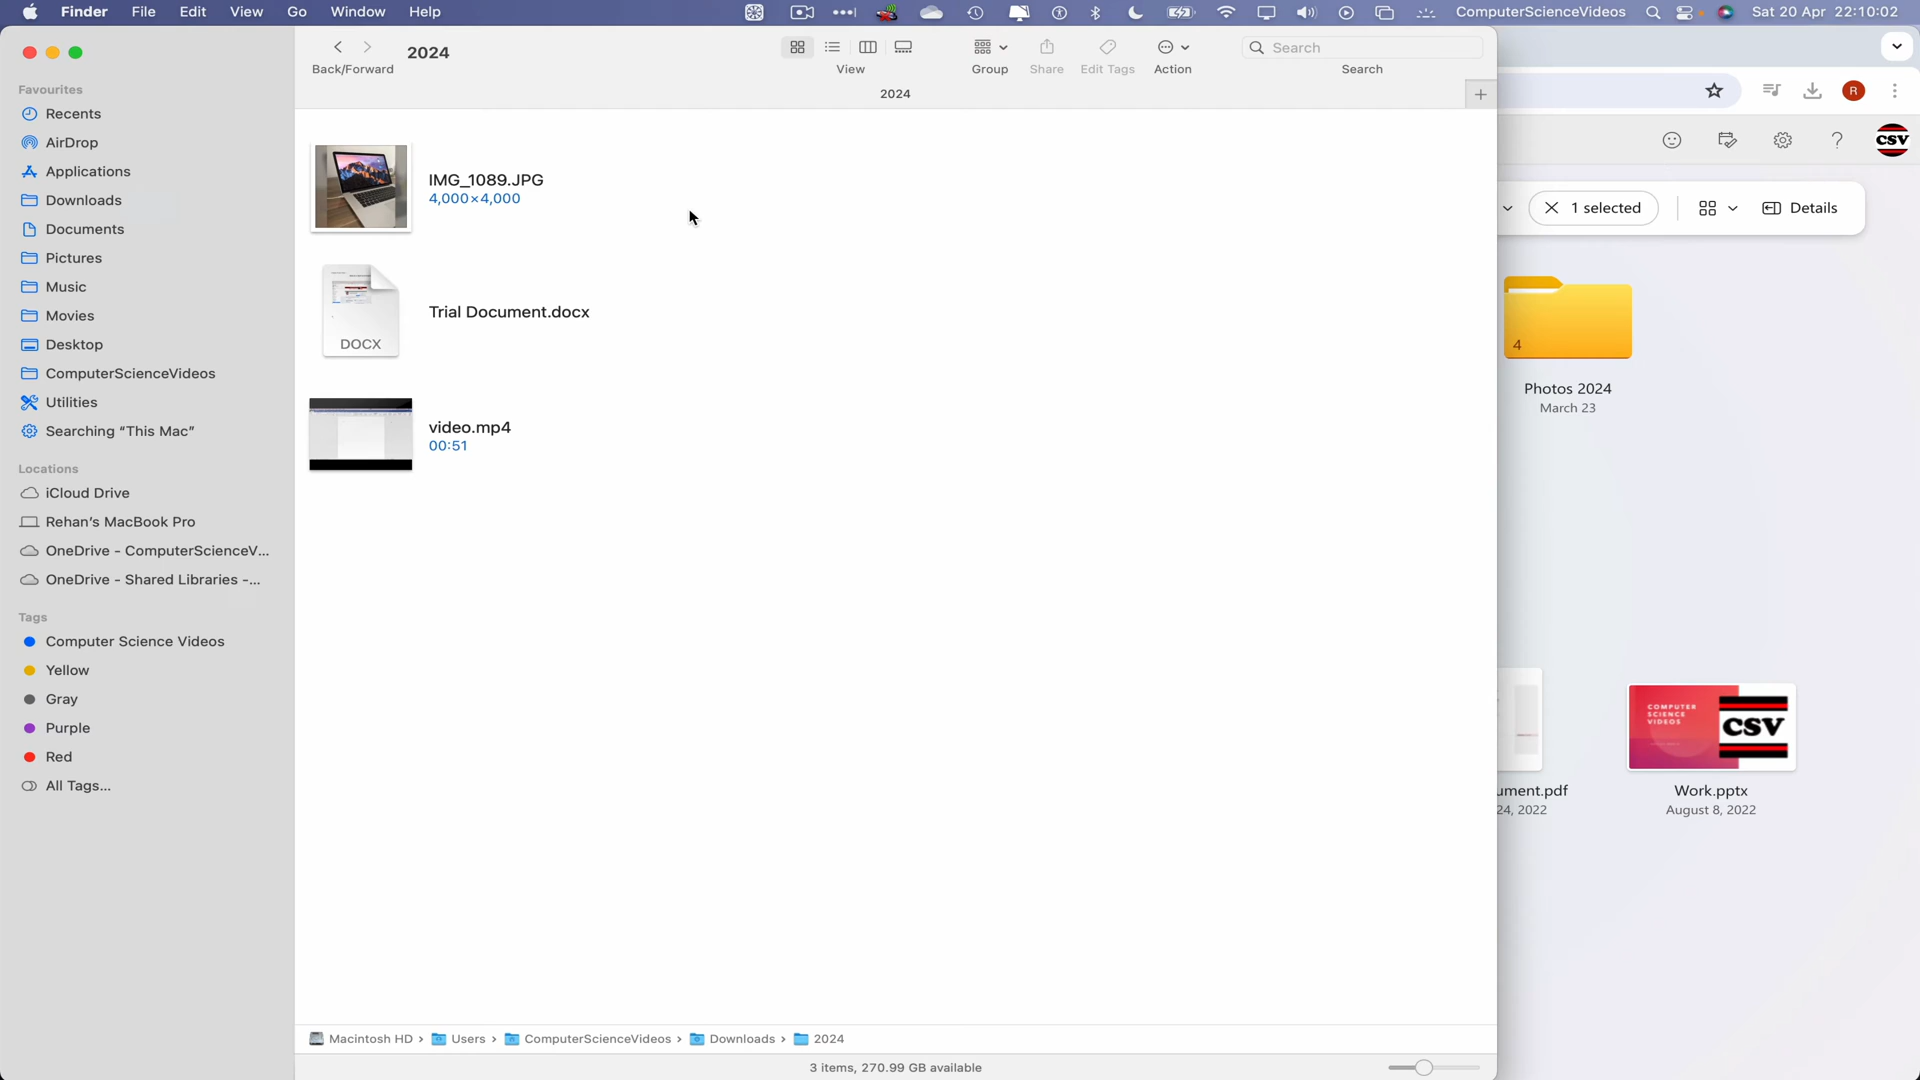 Finder File Edit View Go Window Help
ComputerScienceVideos Sat 20 Apr 22:10:02
2024
Back/Forward
View
Group
Share
Edit Tags
Action
Search
Search
2024
Favourites
Recents
AirDrop
Applications
Downloads
Documents
Pictures
Music
Movies
Desktop
ComputerScienceVideos
Utilities
Searching “This Mac”
Locations
iCloud Drive
Rehan’s MacBook Pro
OneDrive - ComputerScienceV...
OneDrive - Shared Libraries -...
Tags
Computer Science Videos
Yellow
Gray
Purple
Red
All Tags...
IMG_1089.JPG
4,000×4,000
DOCX
Trial Document.docx
video.mp4
00:51
Macintosh HD › Users › ComputerScienceVideos › Downloads › 2024
3 items, 270.99 GB available
R
CSV
1 selected
Details
4
Photos 2024
March 23
ument.pdf
24, 2022
COMPUTER
SCIENCE
VIDEOS
CSV
Work.pptx
August 8, 2022